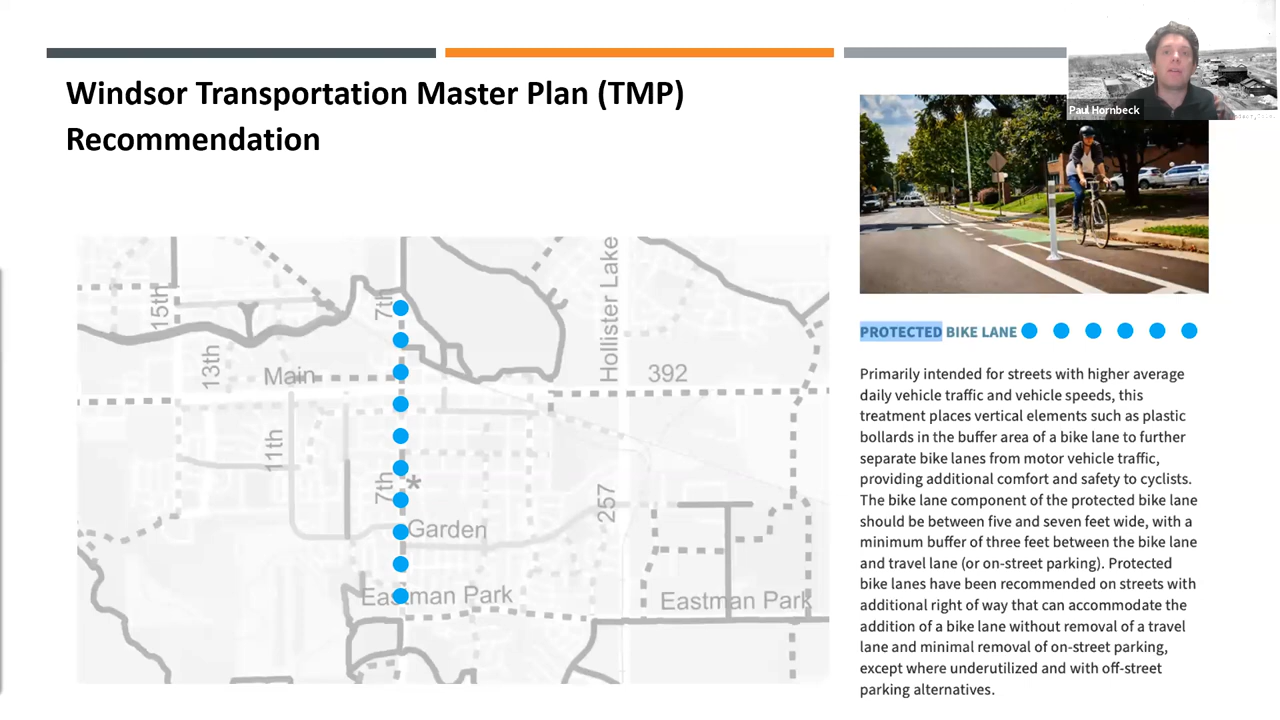 Windsor Transportation Master Plan (TMP)
Recommendation
Paul Hornbeck
15th
7th
Hollister Lake
13th
Main
392
11th
7th
*
257
Garden
Eastman Park
Eastman Park
PROTECTED BIKE LANE
Primarily intended for streets with higher average
daily vehicle traffic and vehicle speeds, this
treatment places vertical elements such as plastic
bollards in the buffer area of a bike lane to further
separate bike lanes from motor vehicle traffic,
providing additional comfort and safety to cyclists.
The bike lane component of the protected bike lane
should be between five and seven feet wide, with a
minimum buffer of three feet between the bike lane
and travel lane (or on-street parking). Protected
bike lanes have been recommended on streets with
additional right of way that can accommodate the
addition of a bike lane without removal of a travel
lane and minimal removal of on-street parking,
except where underutilized and with off-street
parking alternatives.